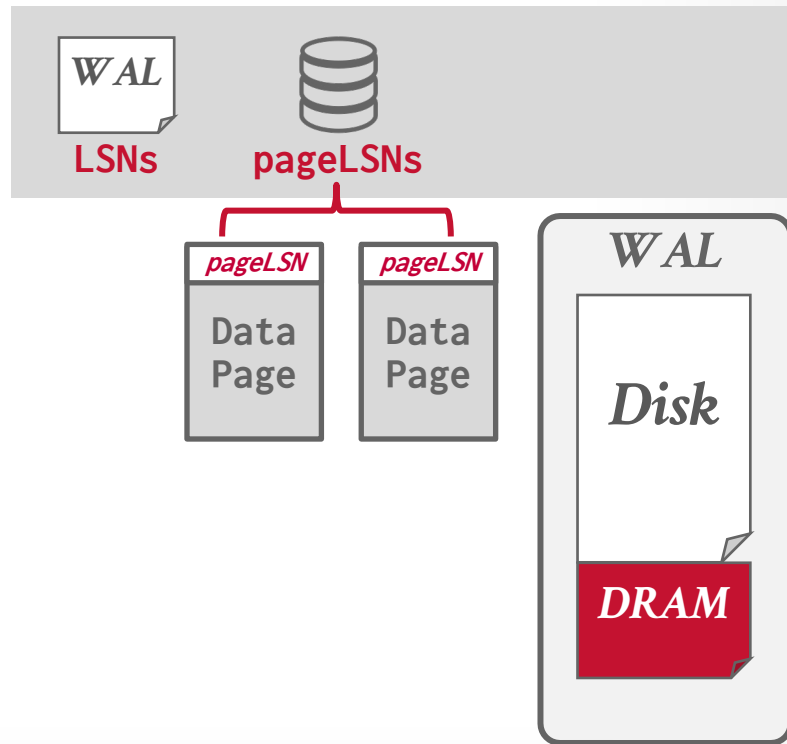 WAL
LSNs
pageLSNs
pageLSN
pageLSN
Data
Page
Data
Page
WAL
Disk
DRAM